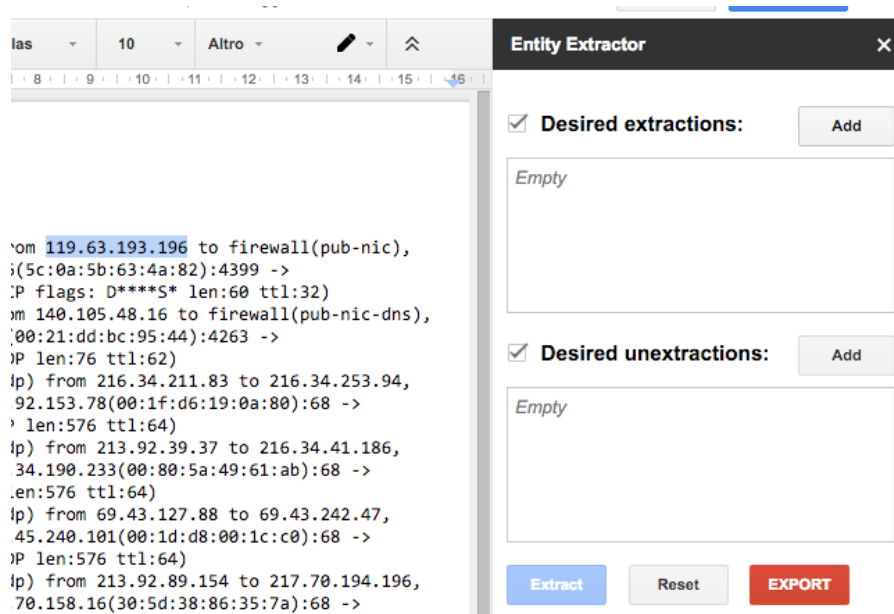 las 10 Altro
8 9 10 11 12 13 14 15 16
rom 119.63.193.196 to firewall(pub-nic),
(5c:0a:5b:63:4a:82):4399 ->
CP flags: D****S* len:60 ttl:32)
om 140.105.48.16 to firewall(pub-nic-dns),
(00:21:dd:bc:95:44):4263 ->
DP len:76 ttl:62)
dp) from 216.34.211.83 to 216.34.253.94,
.92.153.78(00:1f:d6:19:0a:80):68 ->
len:576 ttl:64)
dp) from 213.92.39.37 to 216.34.41.186,
.34.190.233(00:80:5a:49:61:ab):68 ->
len:576 ttl:64)
dp) from 69.43.127.88 to 69.43.242.47,
.45.240.101(00:1d:d8:00:1c:c0):68 ->
DP len:576 ttl:64)
dp) from 213.92.89.154 to 217.70.194.196,
.70.158.16(30:5d:38:86:35:7a):68 ->
Entity Extractor ×
Desired extractions: Add
Empty
Desired unextractions: Add
Empty
Extract Reset EXPORT